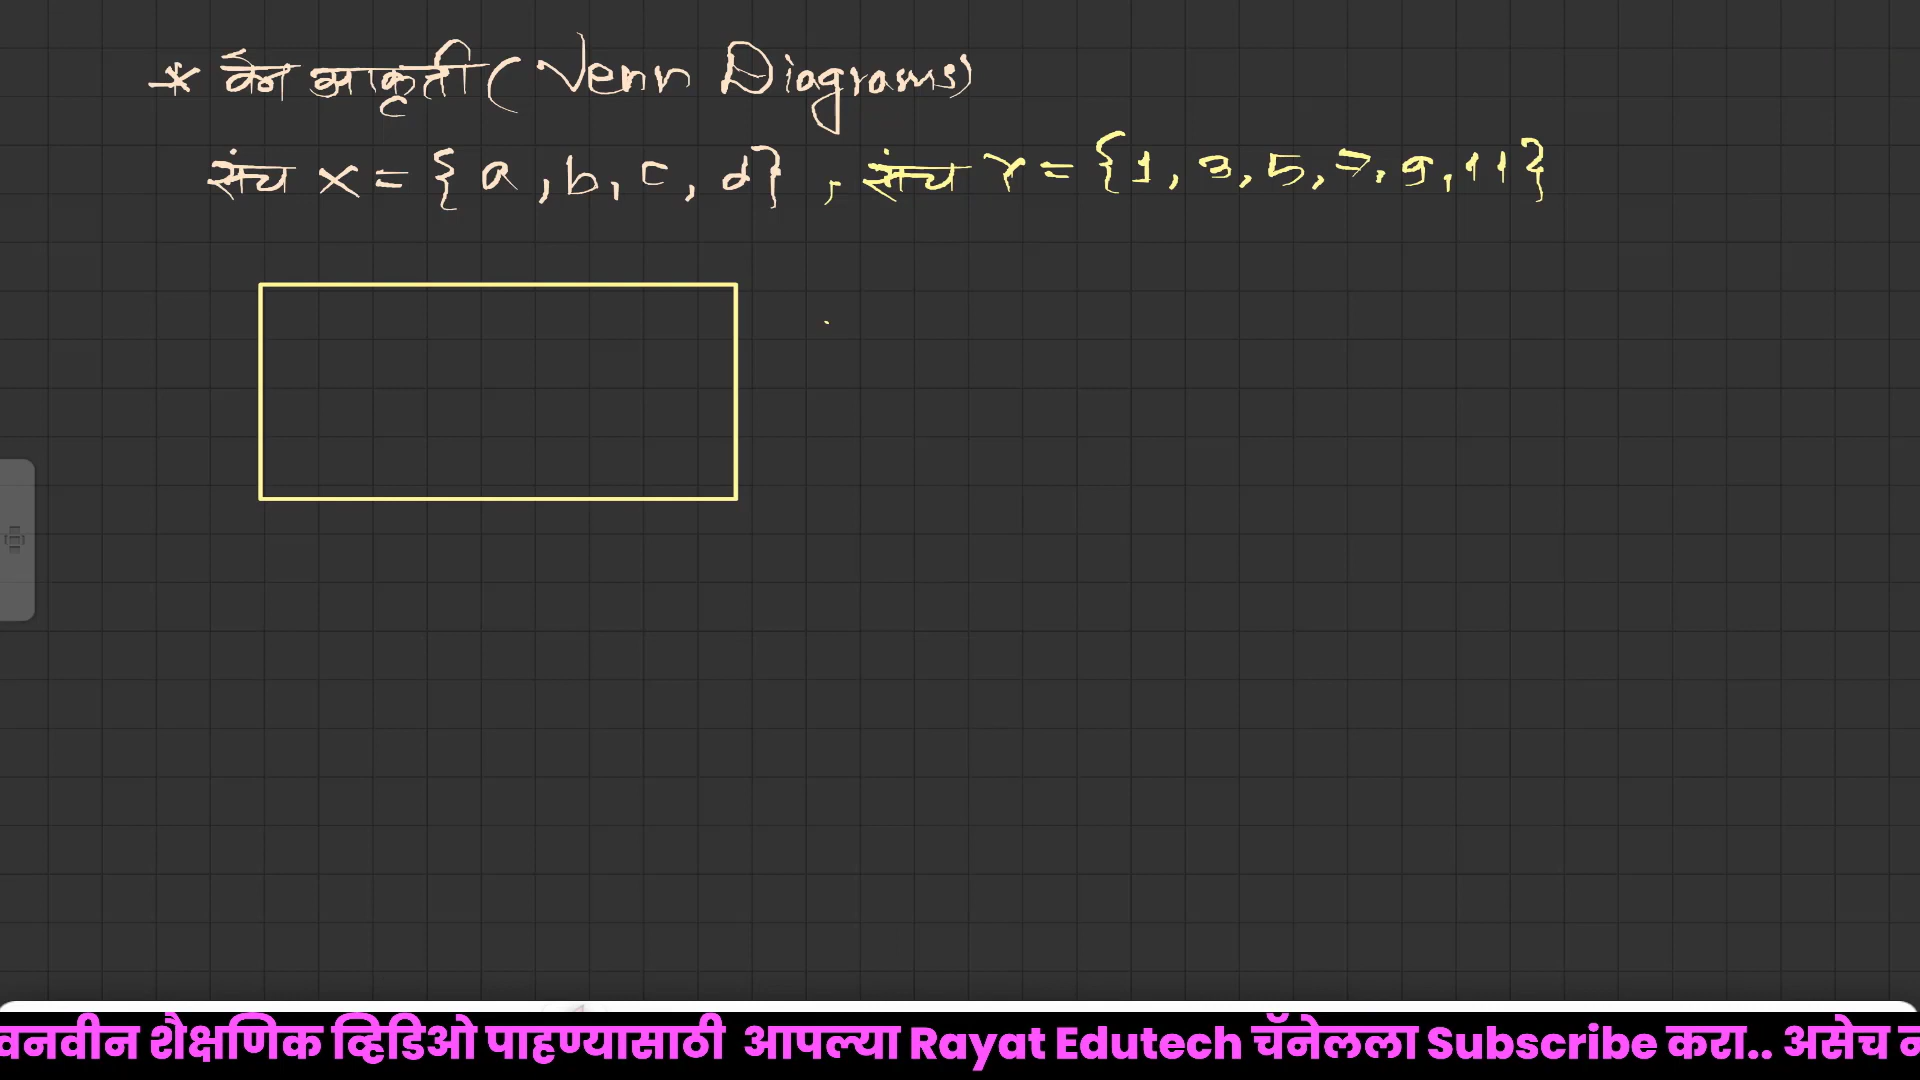 * वेन आकृती ( Venn Diagrams)
संच X = { a , b , c , d } , संच Y = { 1 , 3 , 5 , 7 , 9 , 11 }
वनवीन शैक्षणिक व्हिडिओ पाहण्यासाठी आपल्या Rayat Edutech चॅनेलला Subscribe करा.. असेच न